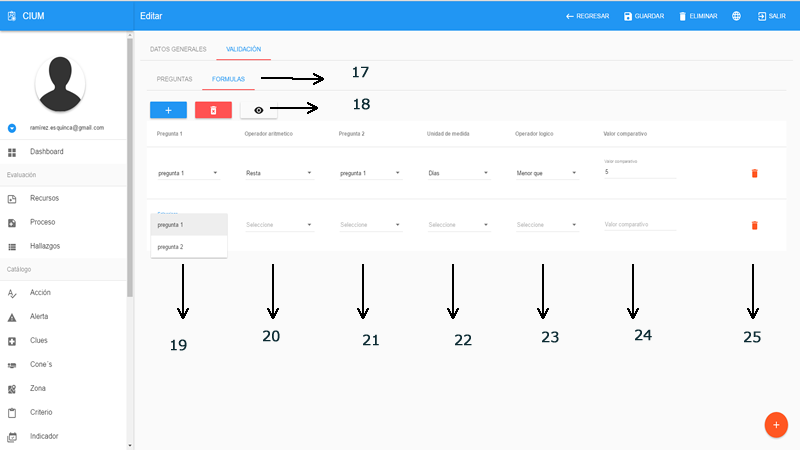 CIUM Editar REGRESAR GUARDAR ELIMINAR SALIR
DATOS GENERALES VALIDACIÓN
PREGUNTAS FORMULAS 17
18
ramirez.esquinca@gmail.com
Dashboard
Evaluación
Recursos
Proceso
Hallazgos
Catálogo
Acción
Alerta
Clues
Cone´s
Zona
Criterio
Indicador
Pregunta 1 Operador aritmetico Pregunta 2 Unidad de medida Operador logico Valor comparativo
Valor comparativo
pregunta 1 Resta pregunta 1 Días Menor que 5
pregunta 1 Seleccione Seleccione Seleccione Seleccione Valor comparativo
pregunta 2
19 20 21 22 23 24 25